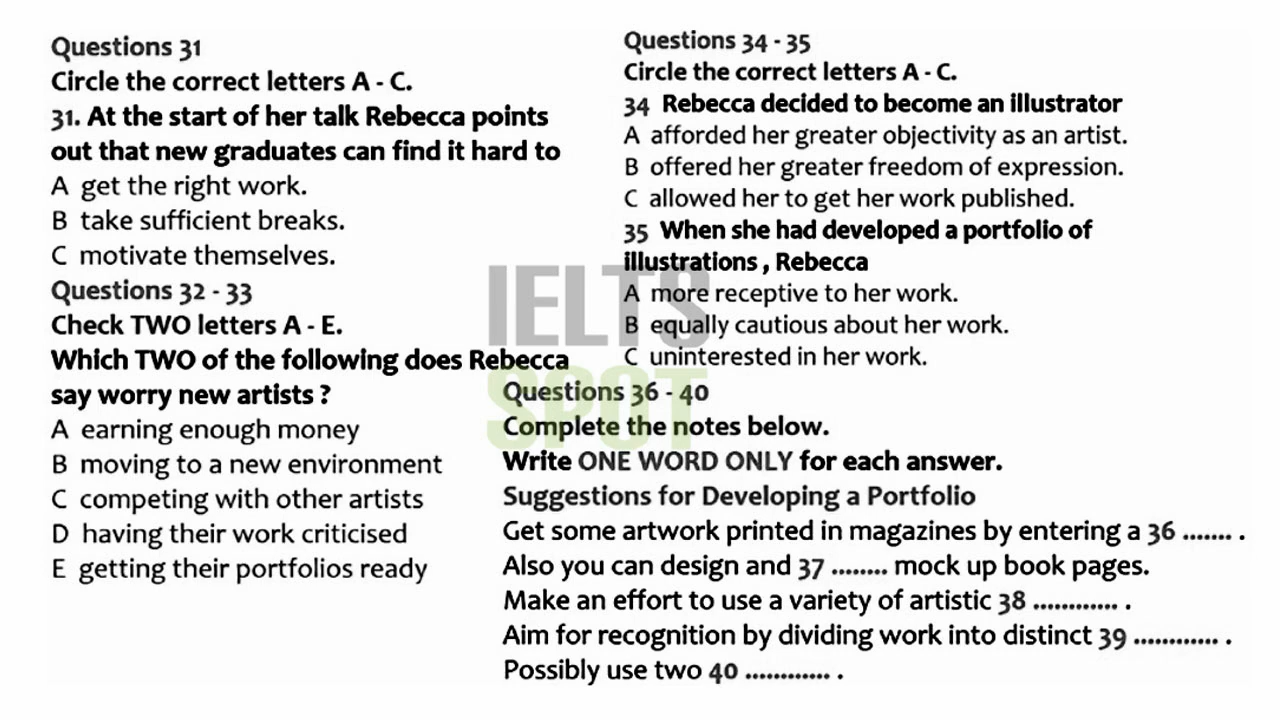 Questions 31
Circle the correct letters A - C.
31. At the start of her talk Rebecca points
out that new graduates can find it hard to
A get the right work.
B take sufficient breaks.
C motivate themselves.
Questions 32 - 33
Check TWO letters A - E.
Which TWO of the following does Rebecca
say worry new artists ?
A earning enough money
B moving to a new environment
C competing with other artists
D having their work criticised
E getting their portfolios ready
Questions 34 - 35
Circle the correct letters A - C.
34 Rebecca decided to become an illustrator
A afforded her greater objectivity as an artist.
B offered her greater freedom of expression.
C allowed her to get her work published.
35 When she had developed a portfolio of
illustrations , Rebecca
A more receptive to her work.
B equally cautious about her work.
C uninterested in her work.
Questions 36 - 40
Complete the notes below.
Write ONE WORD ONLY for each answer.
Suggestions for Developing a Portfolio
Get some artwork printed in magazines by entering a 36 ....... .
Also you can design and 37 ........ mock up book pages.
Make an effort to use a variety of artistic 38 ............ .
Aim for recognition by dividing work into distinct 39 ............ .
Possibly use two 40 ............ .
IELTS
SPOT